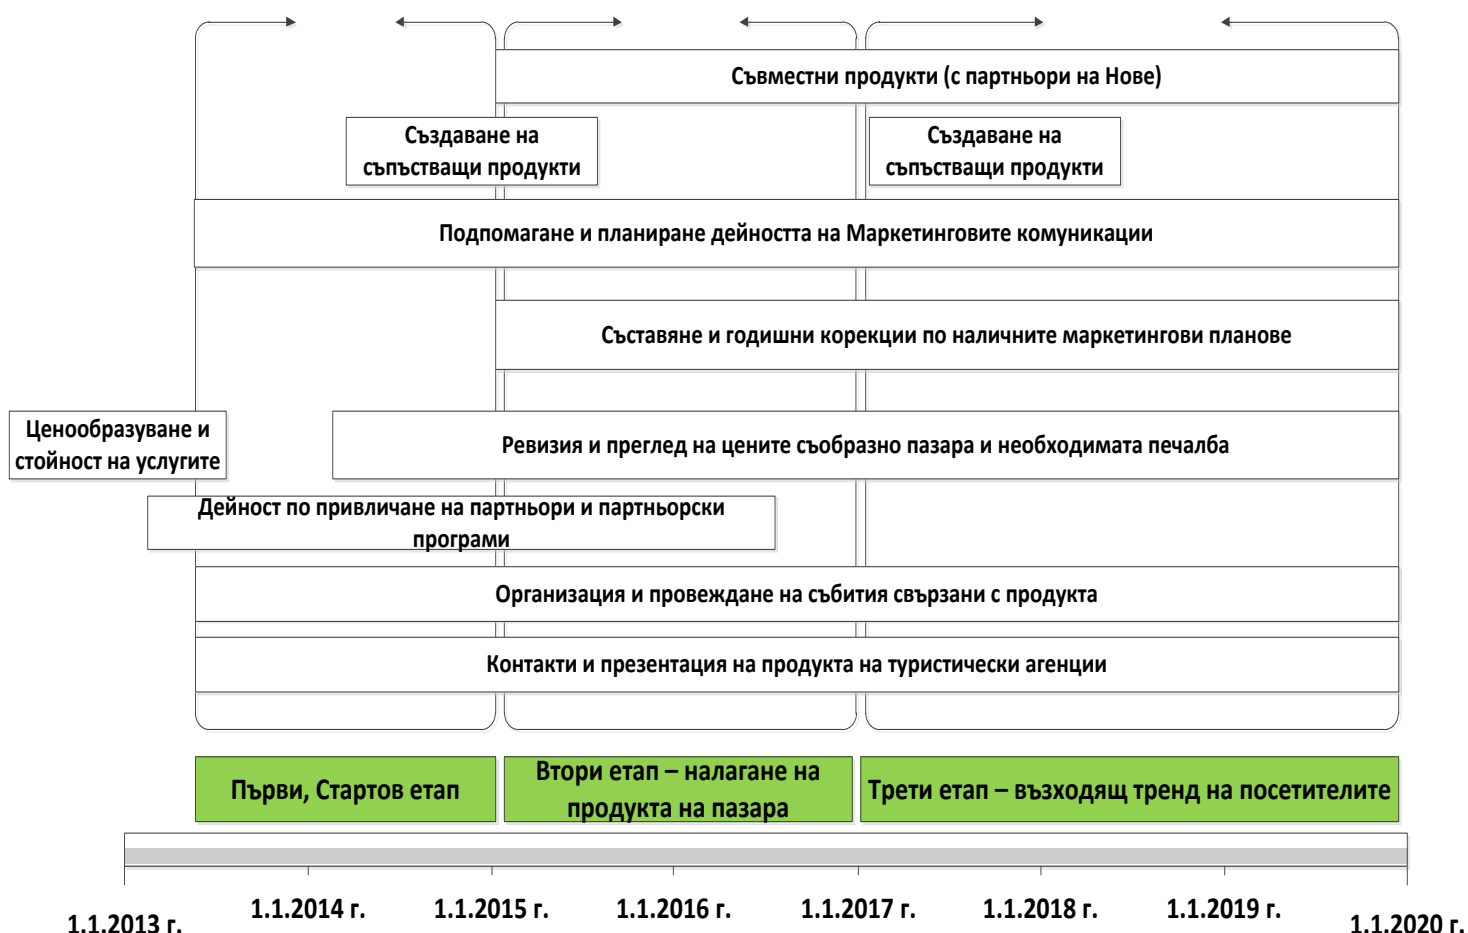 Съвместни продукти (с партньори на Нове)
Създаване на
съпъстващи продукти
Създаване на
съпъстващи продукти
Подпомагане и планиране дейността на Маркетинговите комуникации
Съставяне и годишни корекции по наличните маркетингови планове
Ценообразуване и
стойност на услугите
Ревизия и преглед на цените съобразно пазара и необходимата печалба
Дейност по привличане на партньори и партньорски
програми
Организация и провеждане на събития свързани с продукта
Контакти и презентация на продукта на туристически агенции
Първи, Стартов етап
Втори етап – налагане на
продукта на пазара
Трети етап – възходящ тренд на посетителите
1.1.2013 г.
1.1.2014 г.
1.1.2015 г.
1.1.2016 г.
1.1.2017 г.
1.1.2018 г.
1.1.2019 г.
1.1.2020 г.